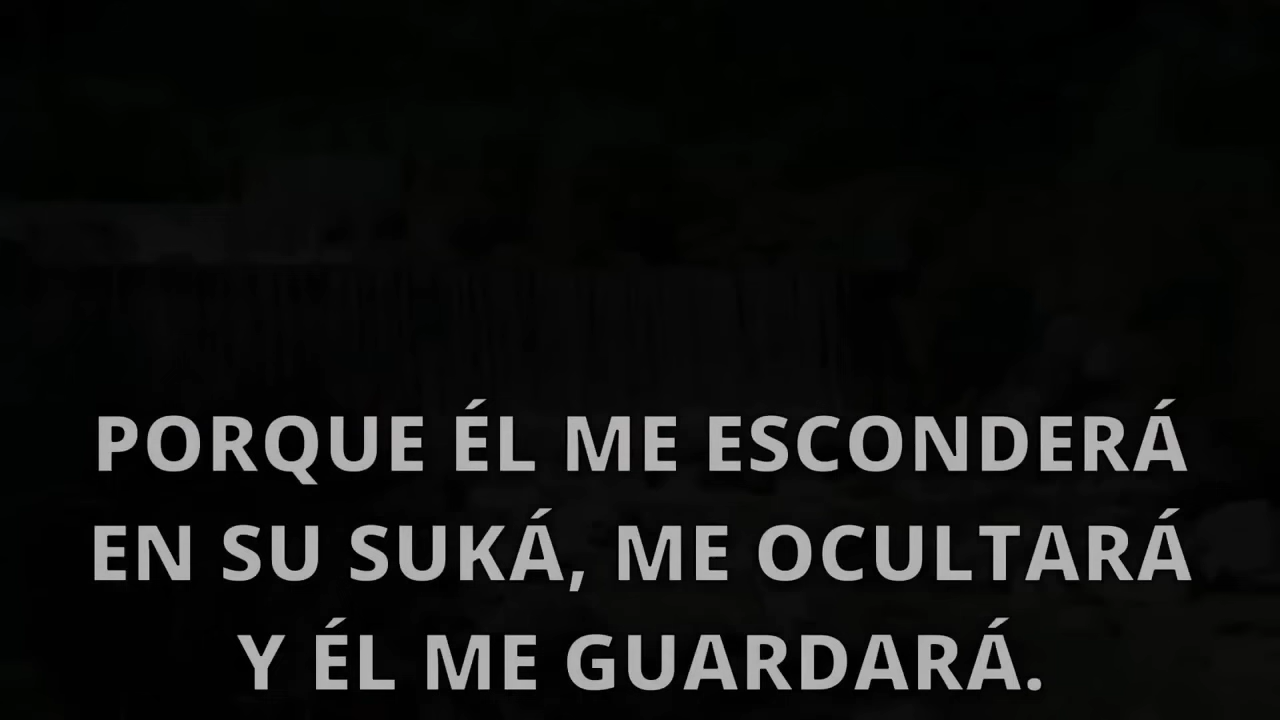 PORQUE ÉL ME ESCONDERÁ
EN SU SUKÁ, ME OCULTARÁ
Y ÉL ME GUARDARÁ.